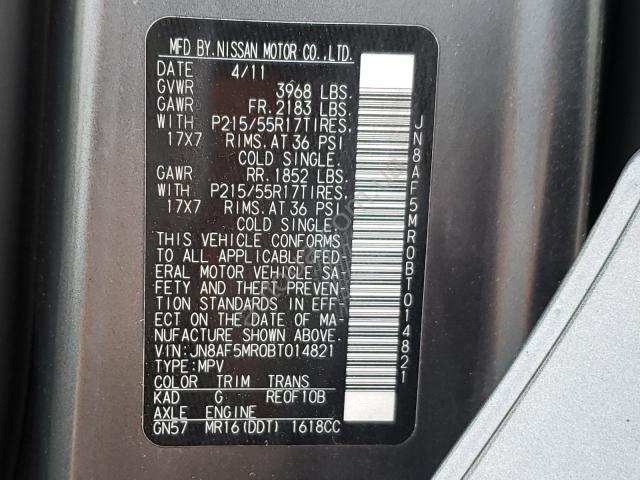 MFD BY.NISSAN MOTOR CO.,LTD.
DATE 4/11
GVWR 3968 LBS.
GAWR FR.2183 LBS.
WITH P215/55R17TIRES,
17X7 RIMS.AT 36 PSI
COLD SINGLE.
GAWR RR.1852 LBS.
WITH P215/55R17TIRES,
17X7 RIMS.AT 36 PSI
COLD SINGLE.
THIS VEHICLE CONFORMS
TO ALL APPLICABLE FED-
ERAL MOTOR VEHICLE SA-
FETY AND THEFT PREVEN-
TION STANDARDS IN EFF-
ECT ON THE DATE OF MA-
NUFACTURE SHOWN ABOVE.
VIN:JN8AF5MR0BT014821
TYPE:MPV
COLOR TRIM TRANS
KAD G RE0F10B
AXLE ENGINE
GN57 MR16(DDT) 1618CC
JN8AF5MR0BT014821